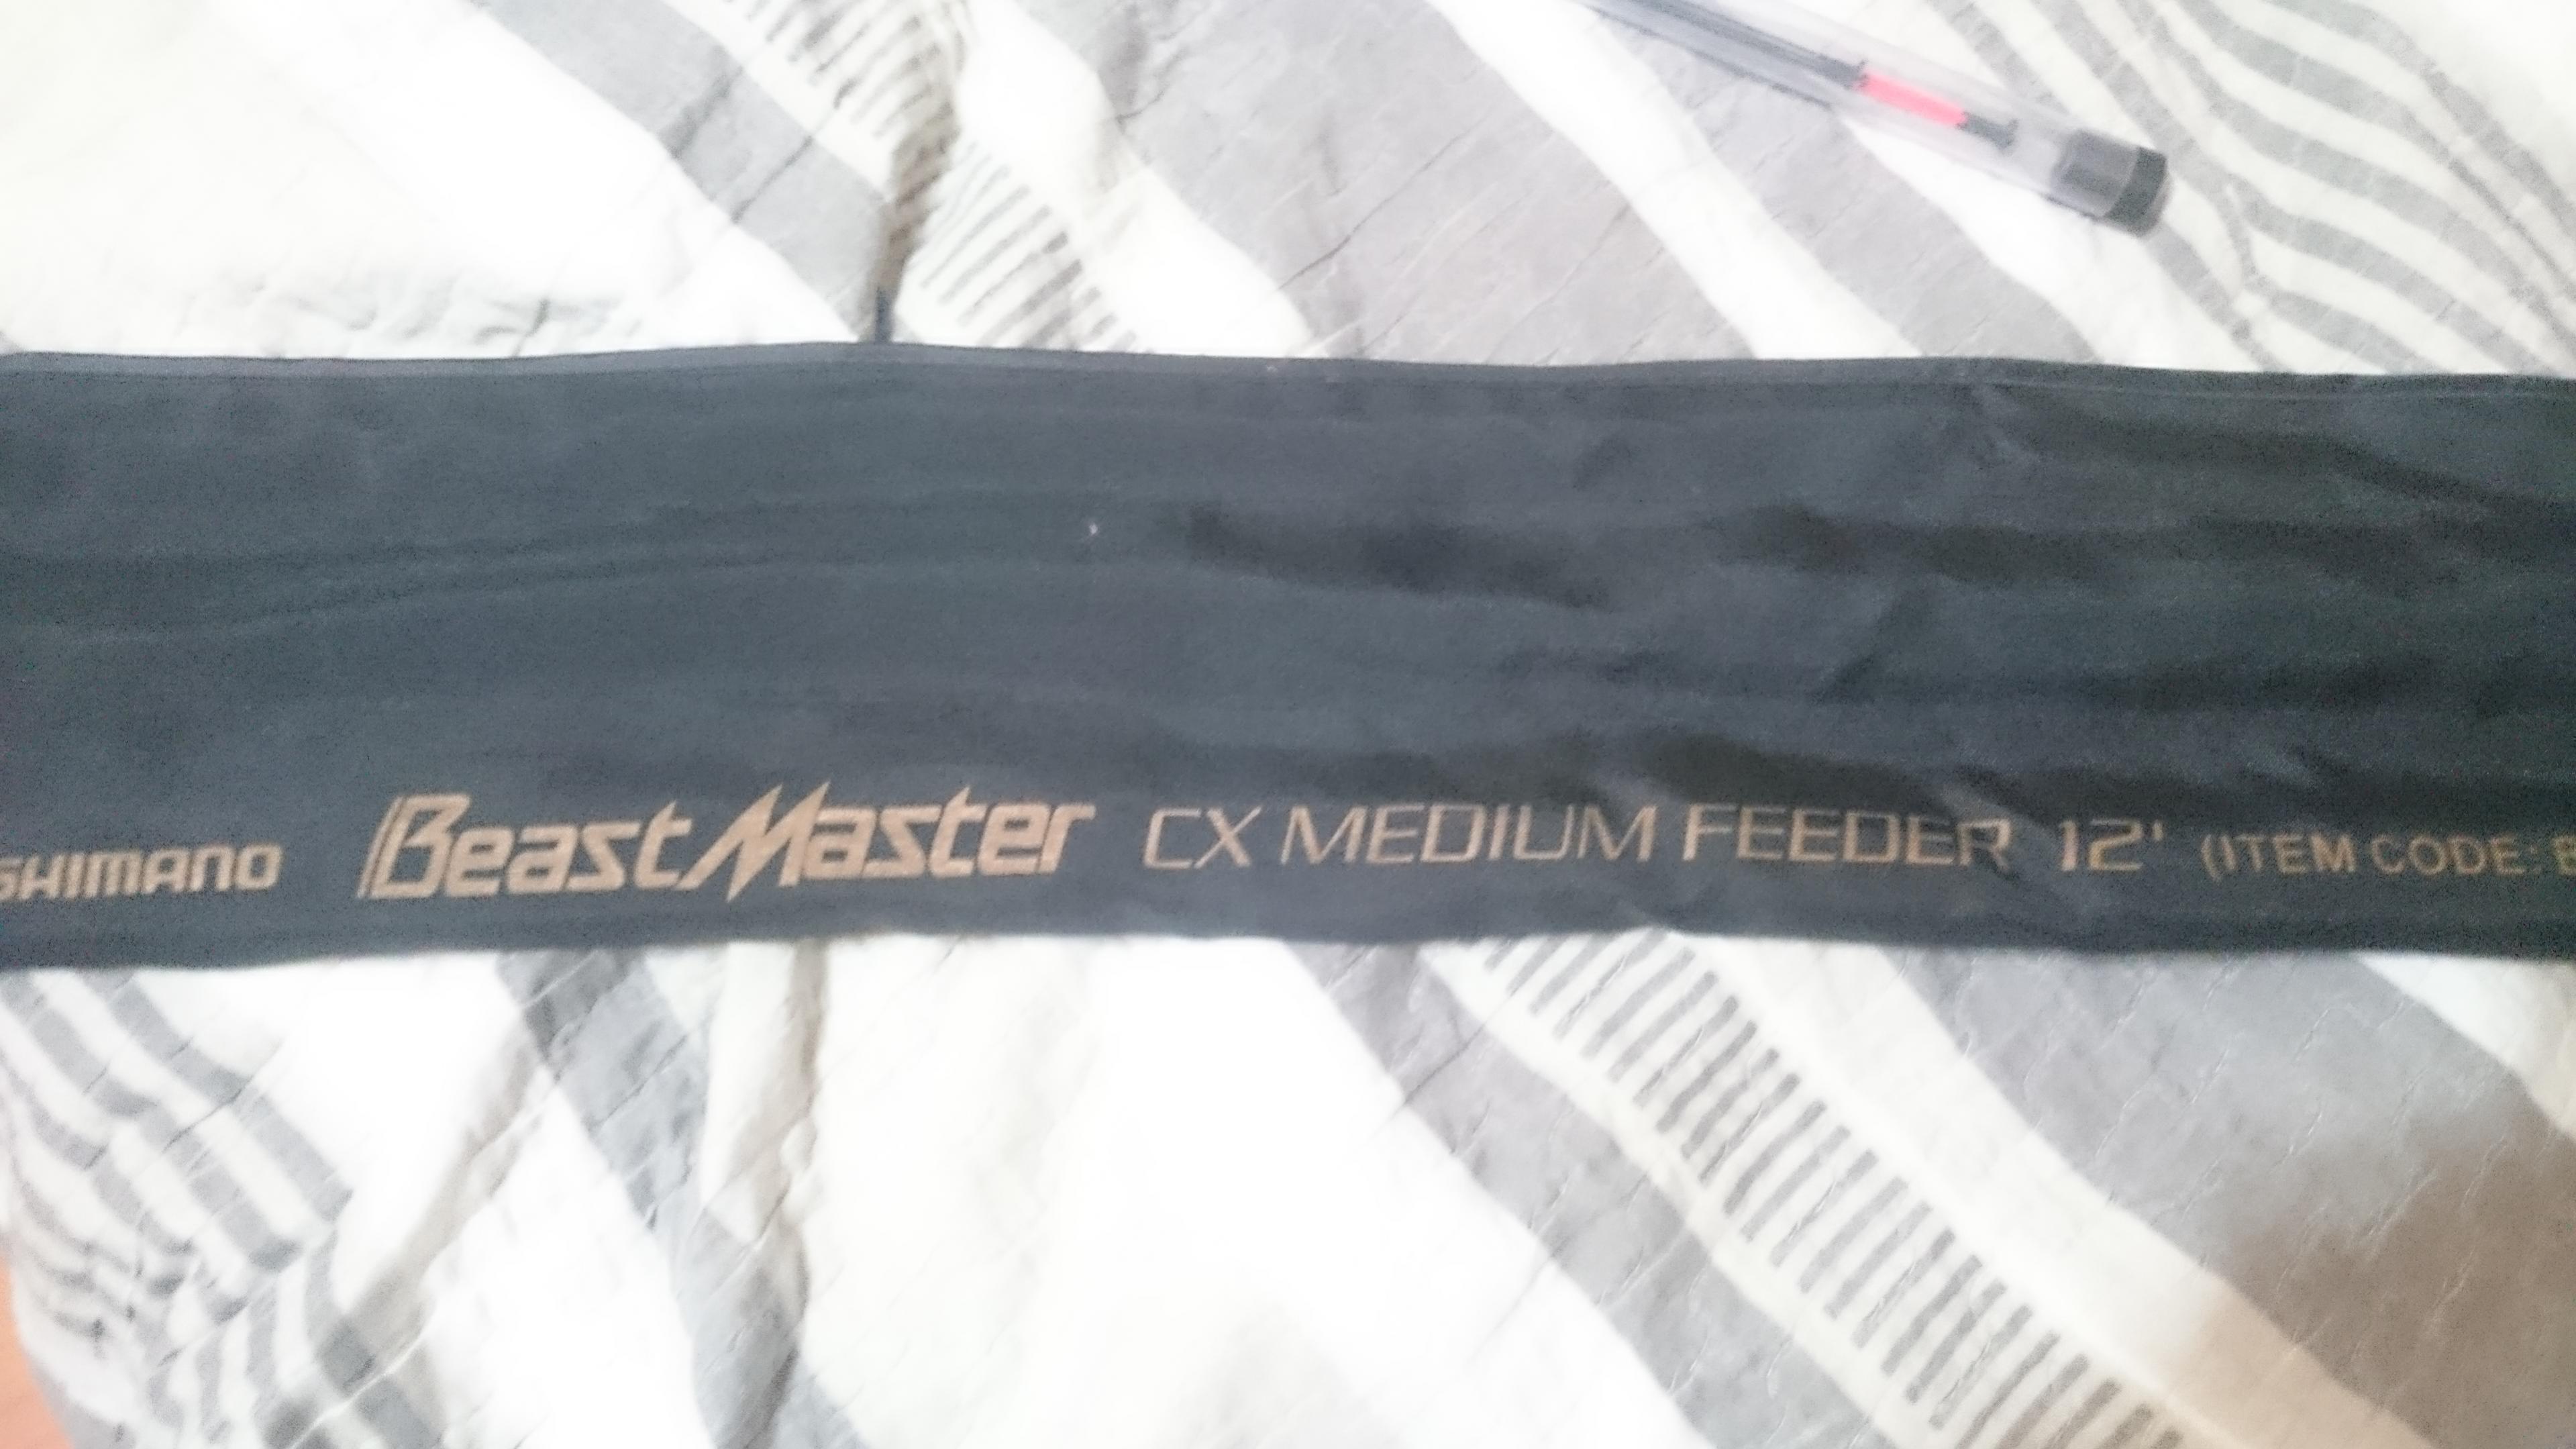 SHIMANO BeastMaster CX MEDIUM FEEDER 12' (ITEM CODE: